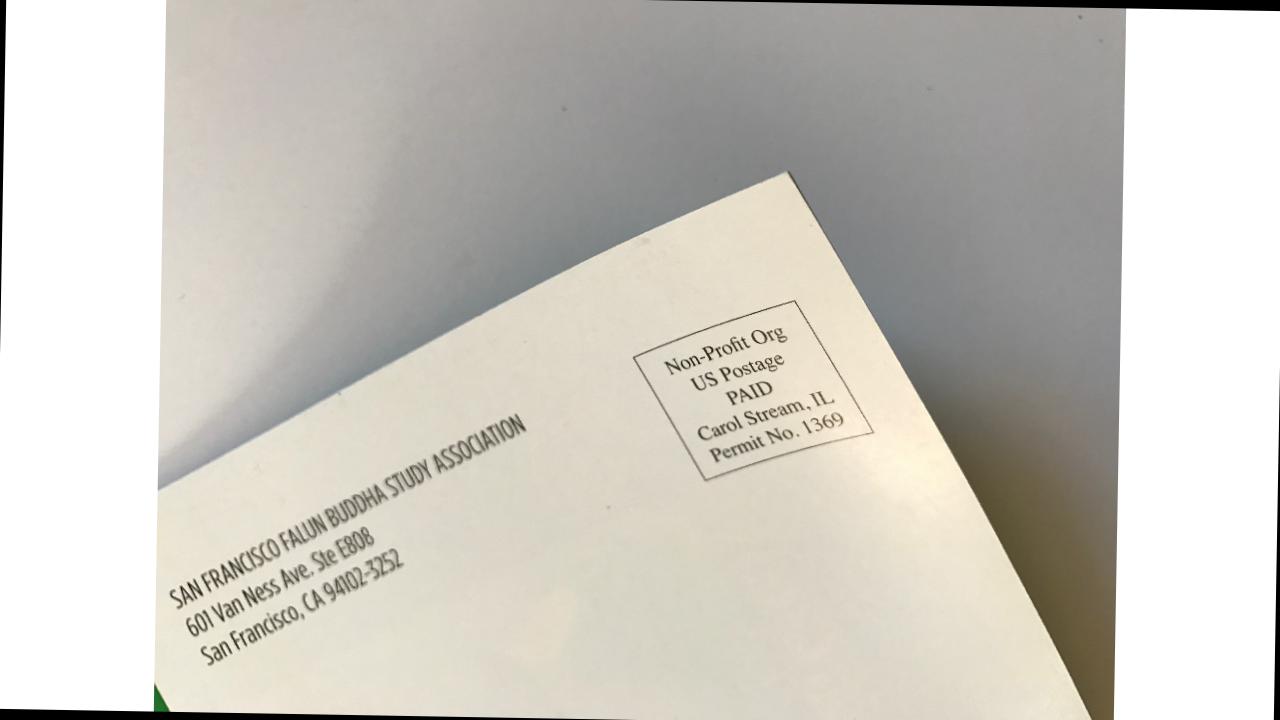 Non-Profit Org
US Postage
PAID
Carol Stream, IL
Permit No. 1369
SAN FRANCISCO FALUN BUDDHA STUDY ASSOCIATION
601 Van Ness Ave. Ste E808
San Francisco, CA 94102-3252